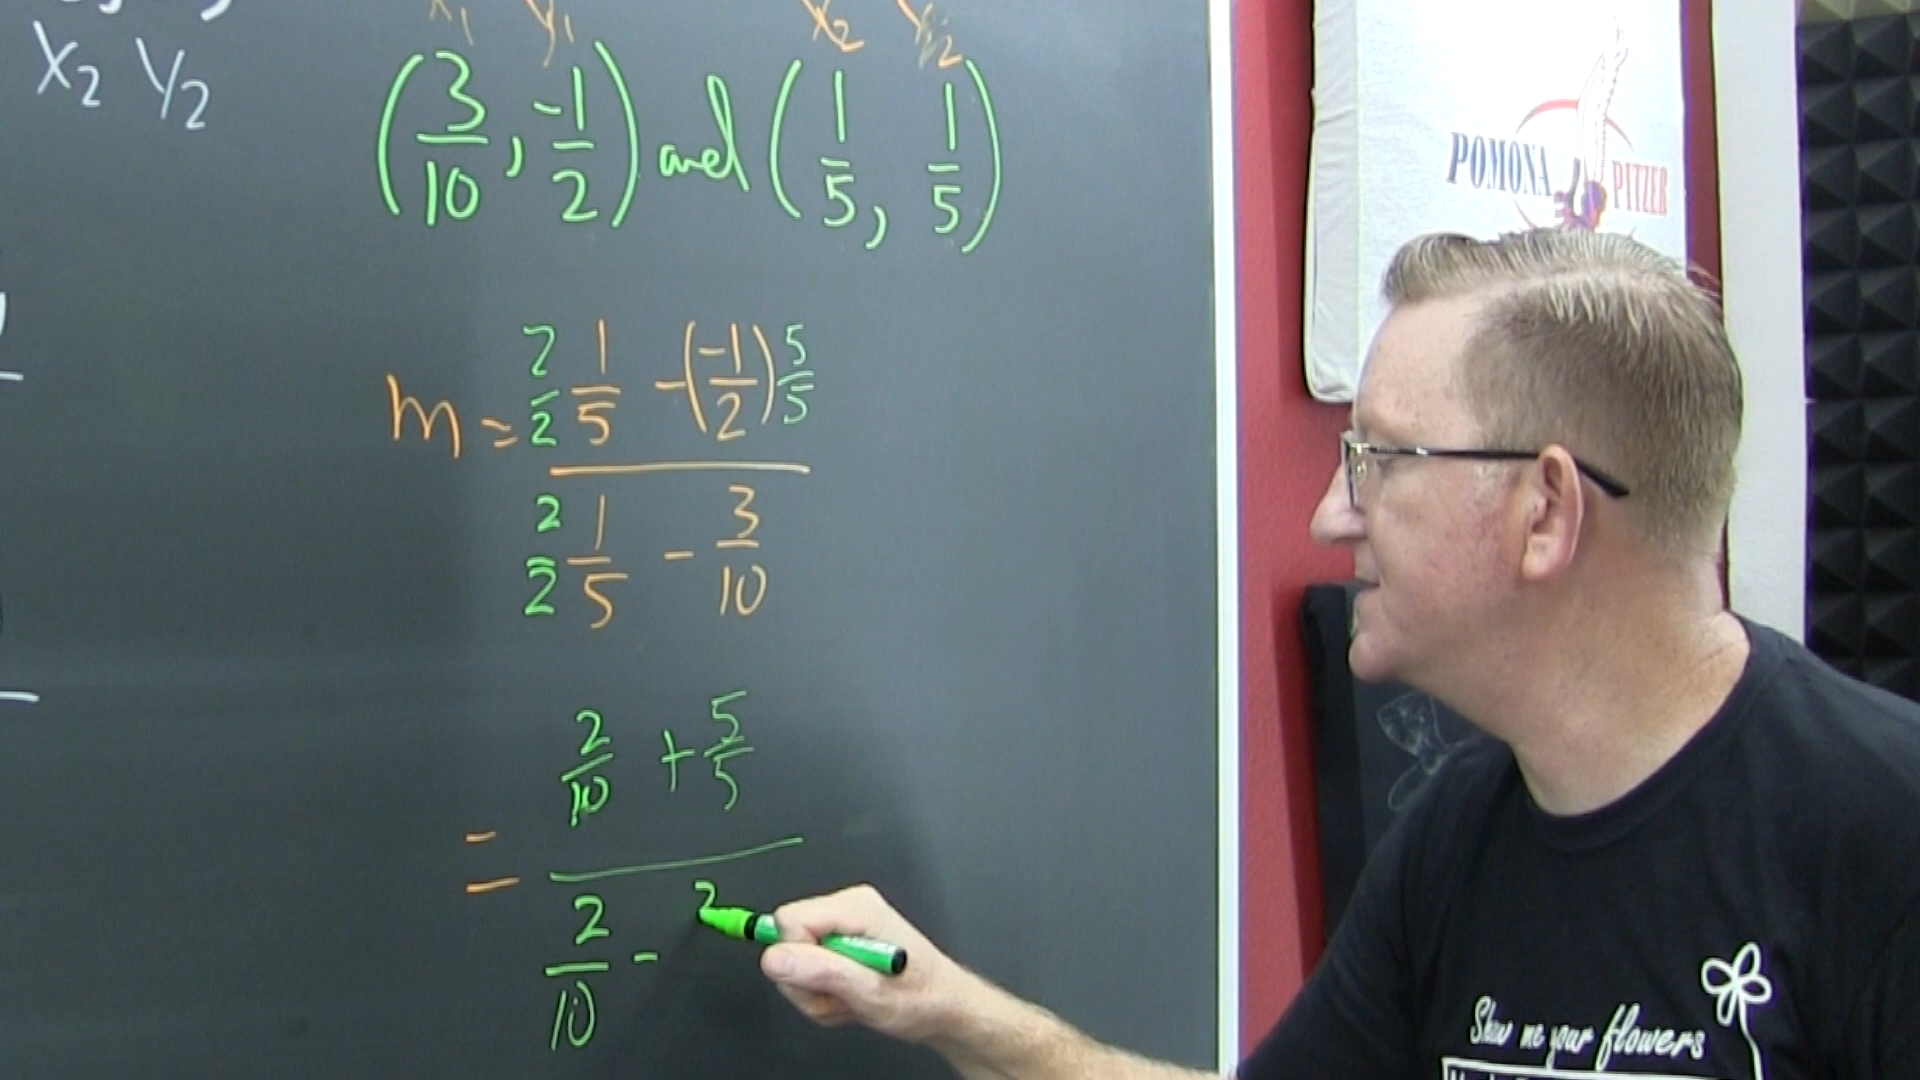 x₁ y₁ x₂ y₂
X₂ Y₂
(3/10, -1/2) and (1/5, 1/5)
POMONA PITZER
m = 2/2 1/5 - (-1/2) 5/5
2/2 1/5 - 3/10
= 2/10 + 5/5
2/10 -
Show me your flowers